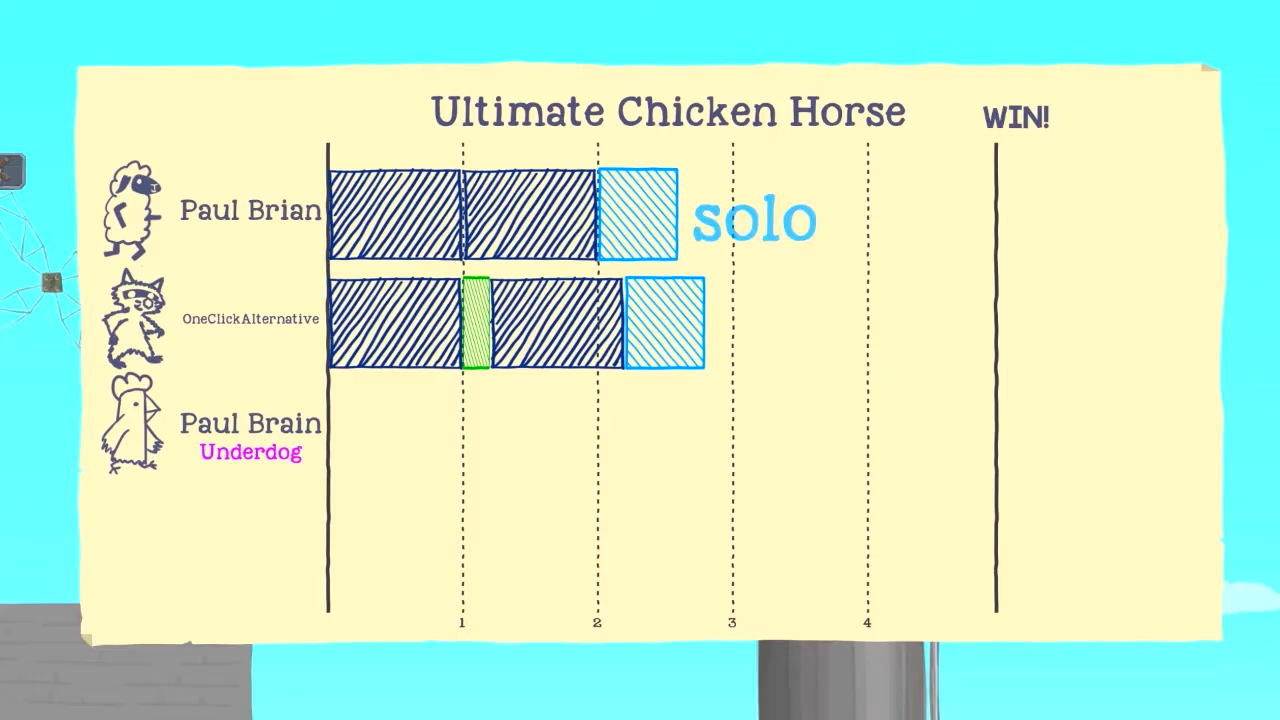 Ultimate Chicken Horse
WIN!
Paul Brian
solo
OneClickAlternative
Paul Brain
Underdog
1 2 3 4